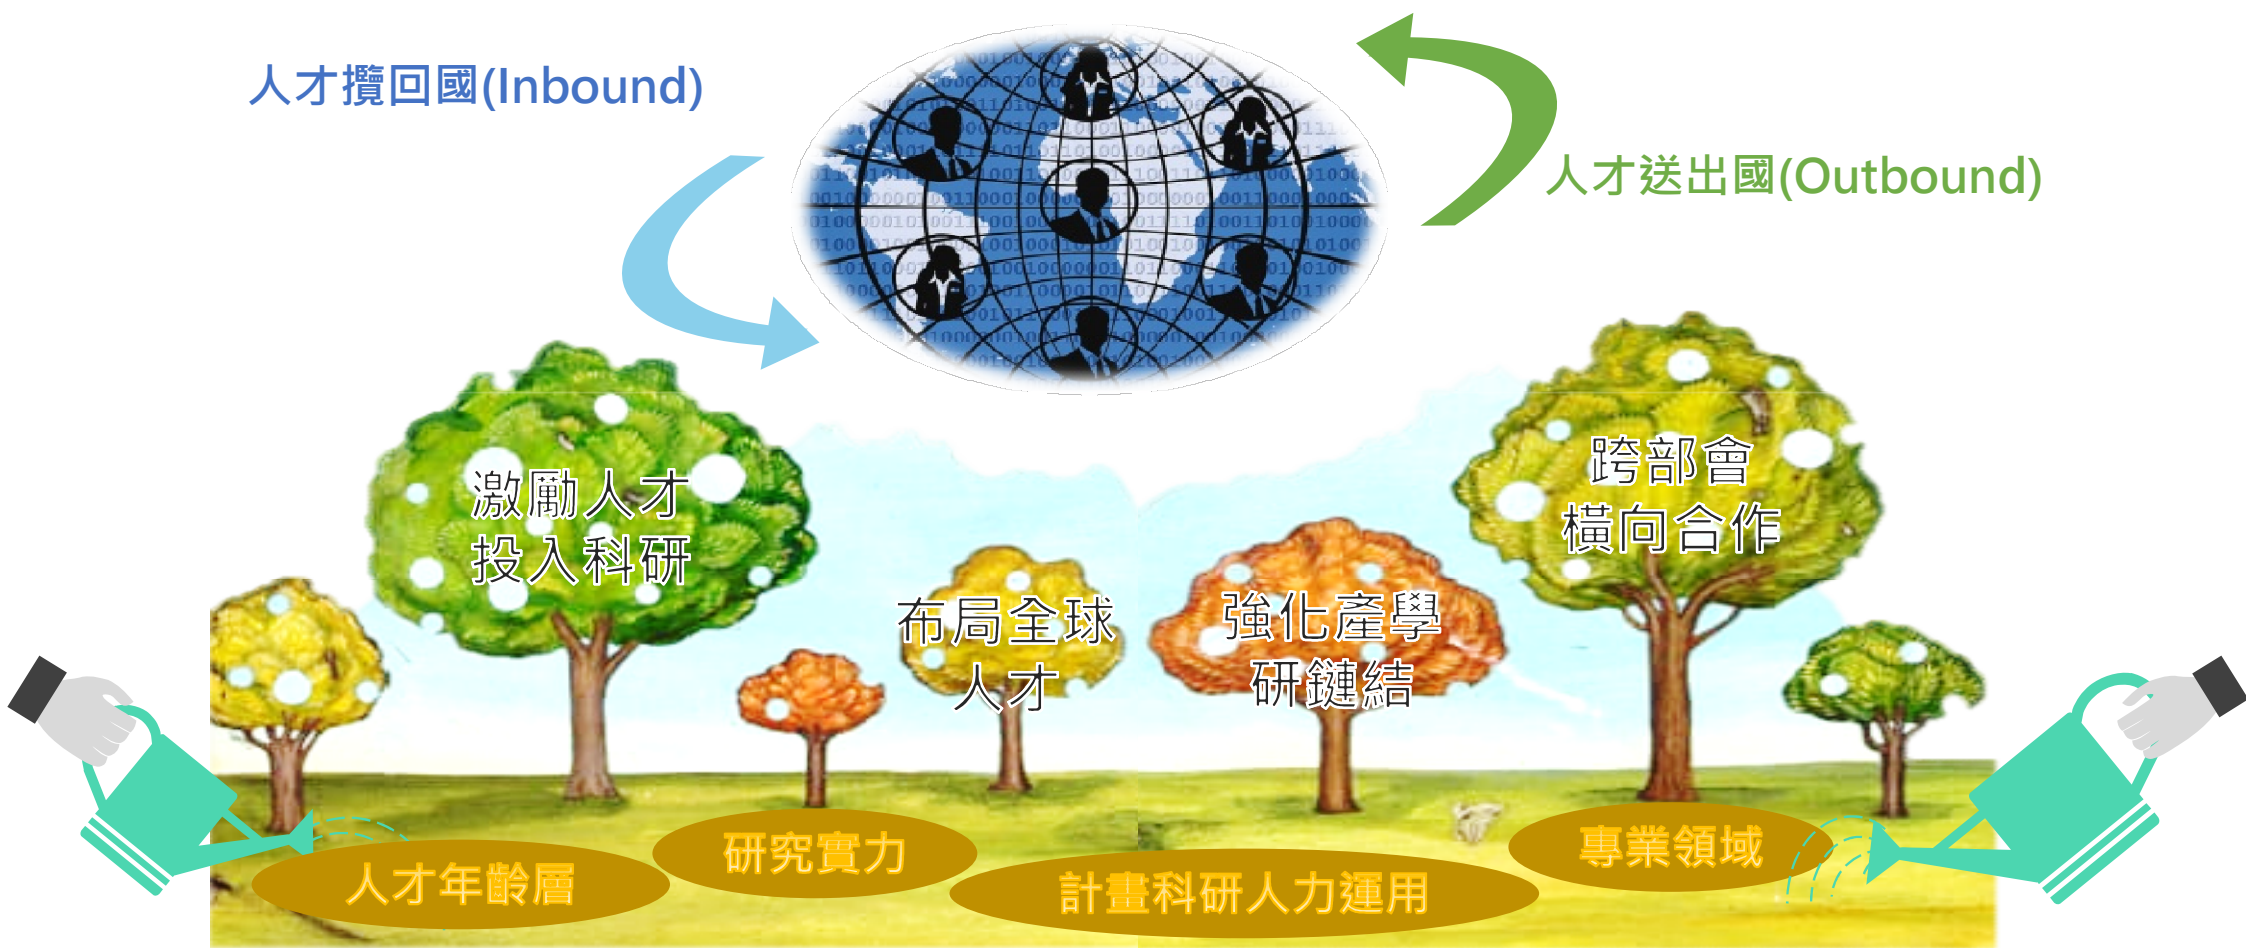 人才攬回國(Inbound)
人才送出國(Outbound)
激勵人才
投入科研
布局全球
人才
強化產學
研鏈結
跨部會
橫向合作
人才年齡層
研究實力
計畫科研人力運用
專業領域